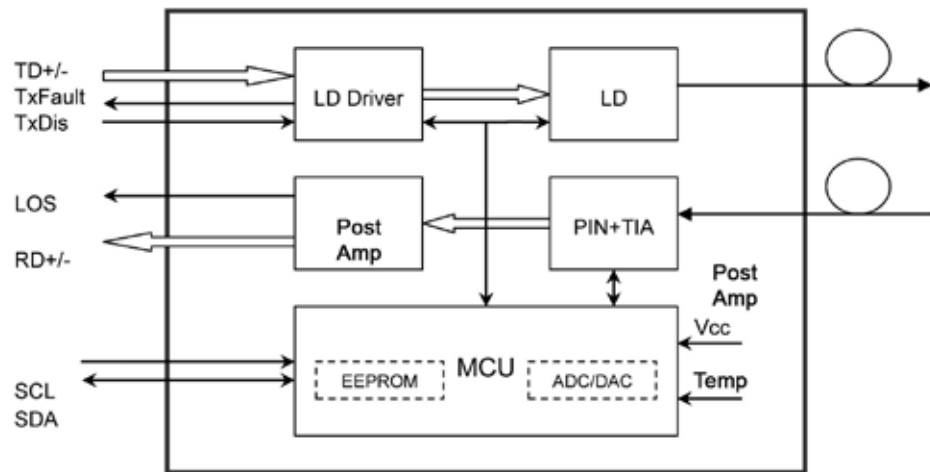 TD+/-
TxFault
TxDis
LD Driver
LD
LOS
RD+/-
Post
Amp
PIN+TIA
Post
Amp
Vcc
Temp
MCU
EEPROM
ADC/DAC
SCL
SDA